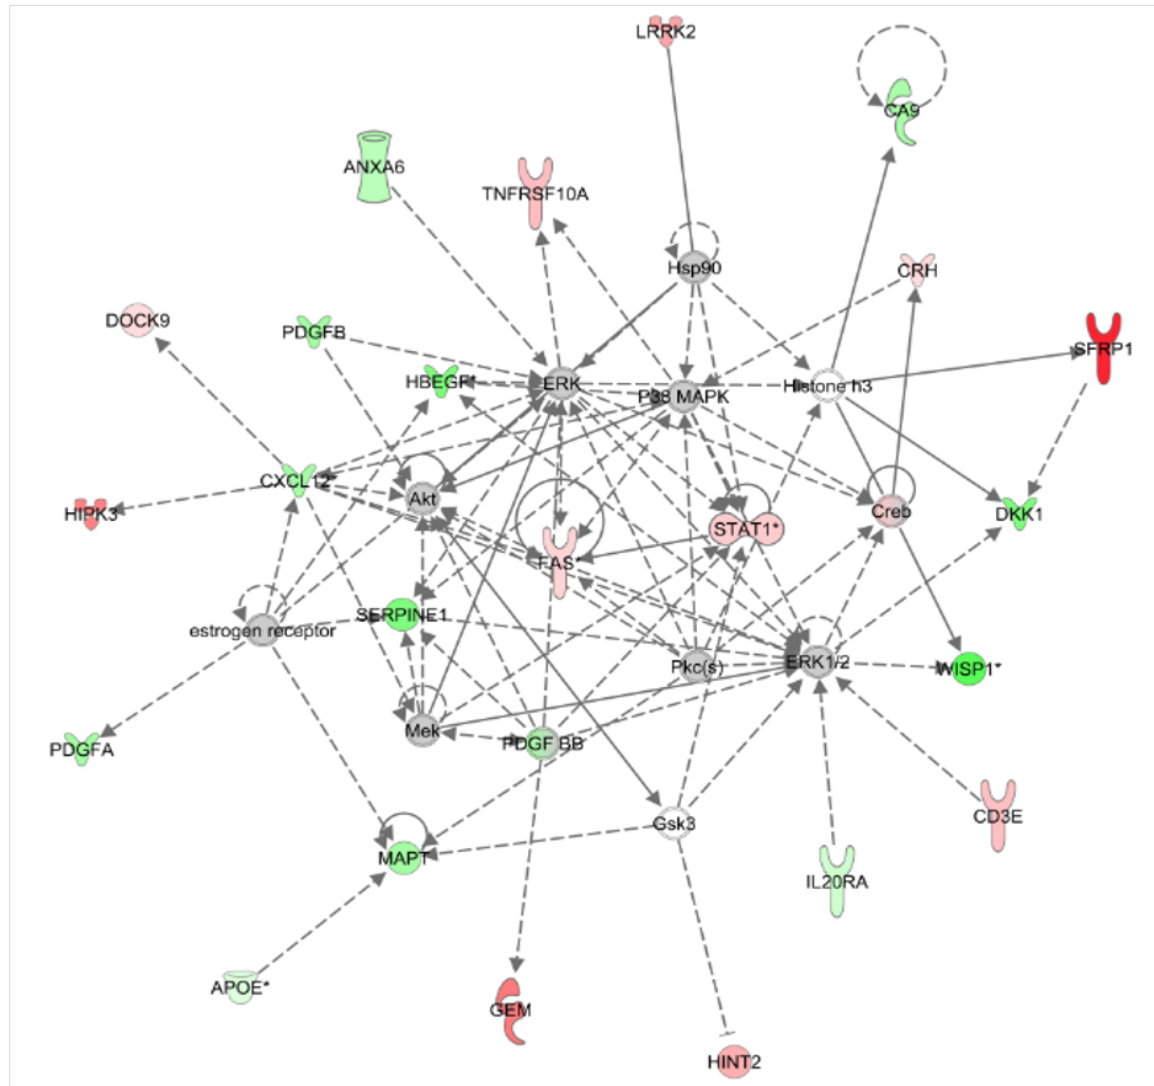 LRRK2
CA9
ANXA6
TNFRSF10A
Hsp90
CRH
DOCK9
PDGFB
SFRP1
HBEGF*
ERK
P38 MAPK
Histone h3
CXCL12*
Akt
HIPK3
STAT1*
Creb
DKK1
FAS*
SERPINE1
estrogen receptor
Pkc(s)
ERK1/2
WISP1*
Mek
PDGF BB
PDGFA
Gsk3
CD3E
MAPT
IL20RA
APOE*
GEM
HINT2